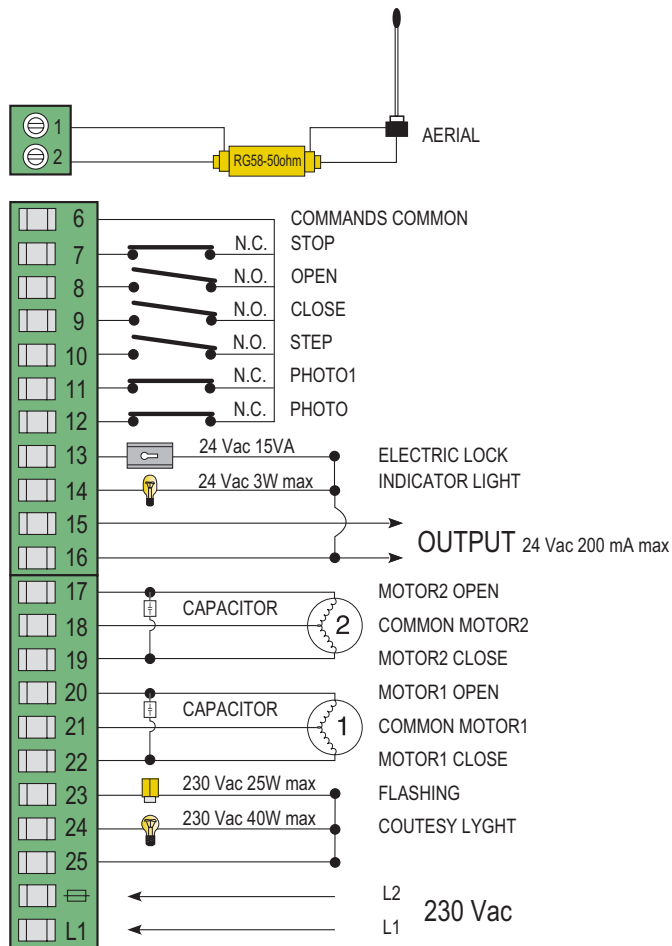 1
AERIAL
2
RG58-50ohm
6 COMMANDS COMMON
7 N.C. STOP
8 N.O. OPEN
9 N.O. CLOSE
10 N.O. STEP
11 N.C. PHOTO1
12 N.C. PHOTO
13 24 Vac 15VA ELECTRIC LOCK
14 24 Vac 3W max INDICATOR LIGHT
15
OUTPUT 24 Vac 200 mA max
16
17 MOTOR2 OPEN
18 CAPACITOR 2 COMMON MOTOR2
19 MOTOR2 CLOSE
20 MOTOR1 OPEN
21 CAPACITOR 1 COMMON MOTOR1
22 MOTOR1 CLOSE
23 230 Vac 25W max FLASHING
24 230 Vac 40W max COUTESY LYGHT
25
L2
230 Vac
L1 L1